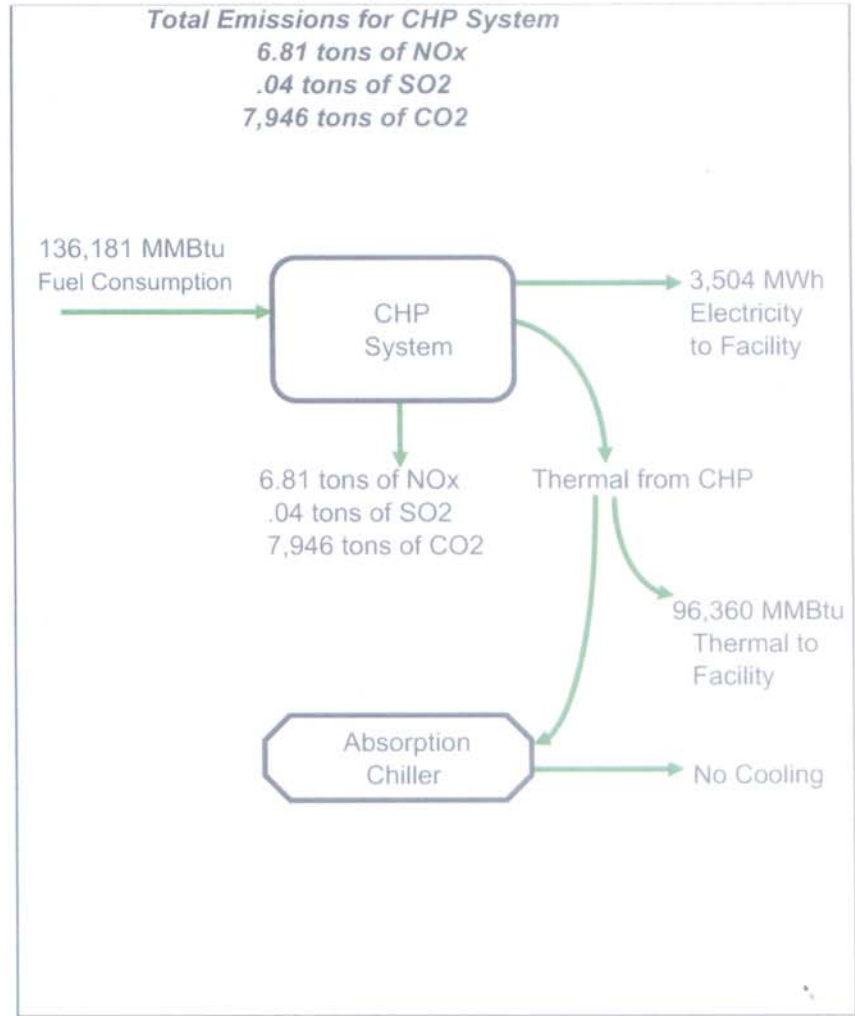 Total Emissions for CHP System
6.81 tons of NOx
.04 tons of SO2
7,946 tons of CO2
136,181 MMBtu
Fuel Consumption
CHP
System
3,504 MWh
Electricity
to Facility
6.81 tons of NOx
.04 tons of SO2
7,946 tons of CO2
Thermal from CHP
96,360 MMBtu
Thermal to
Facility
Absorption
Chiller
No Cooling